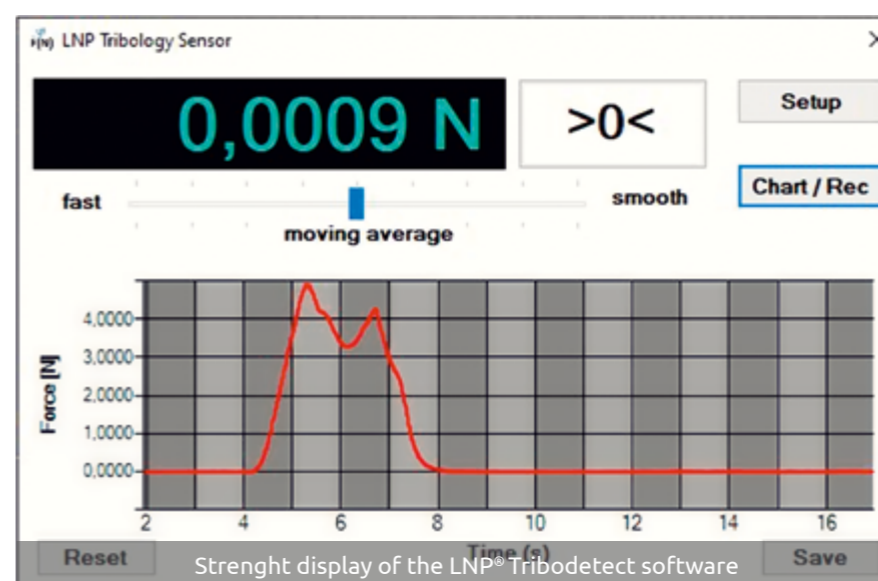 F(N) LNP Tribology Sensor
0,0009 N
>0<
Setup
Chart / Rec
fast
smooth
moving average
4,0000
3,0000
2,0000
1,0000
0,0000
Force [N]
2 4 6 8 10 12 14 16
Time (s)
Reset
Save
Strenght display of the LNP® Tribodetect software